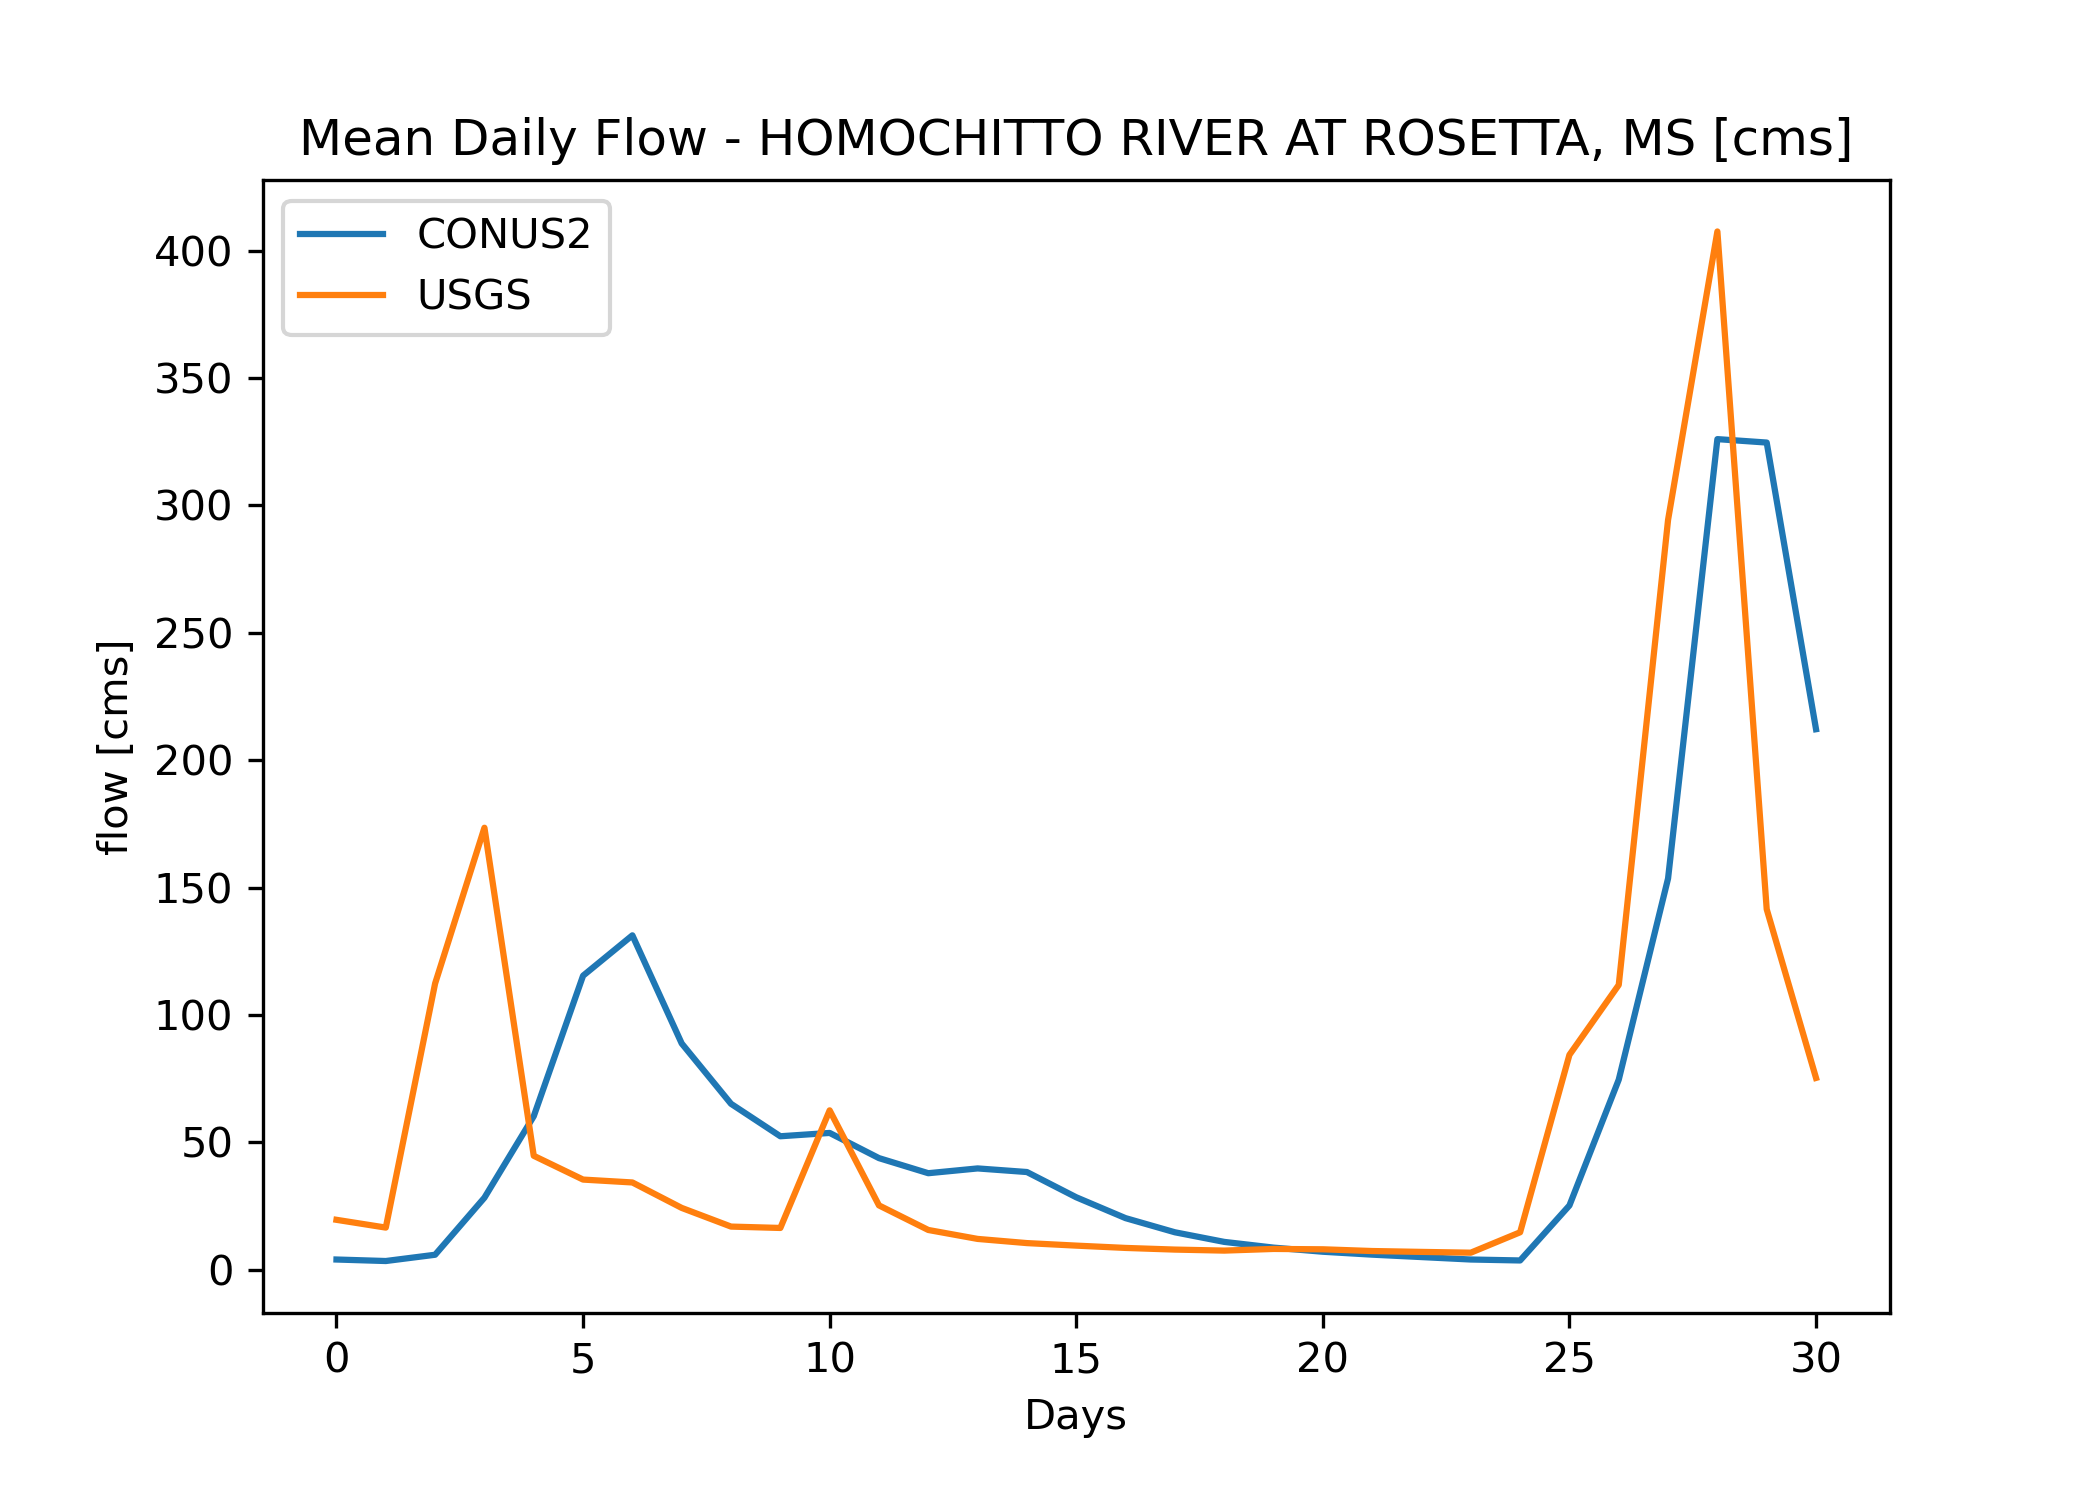 Mean Daily Flow - HOMOCHITTO RIVER AT ROSETTA, MS [cms]
CONUS2
USGS
400
350
300
250
200
150
100
50
0
flow [cms]
0 5 10 15 20 25 30
Days